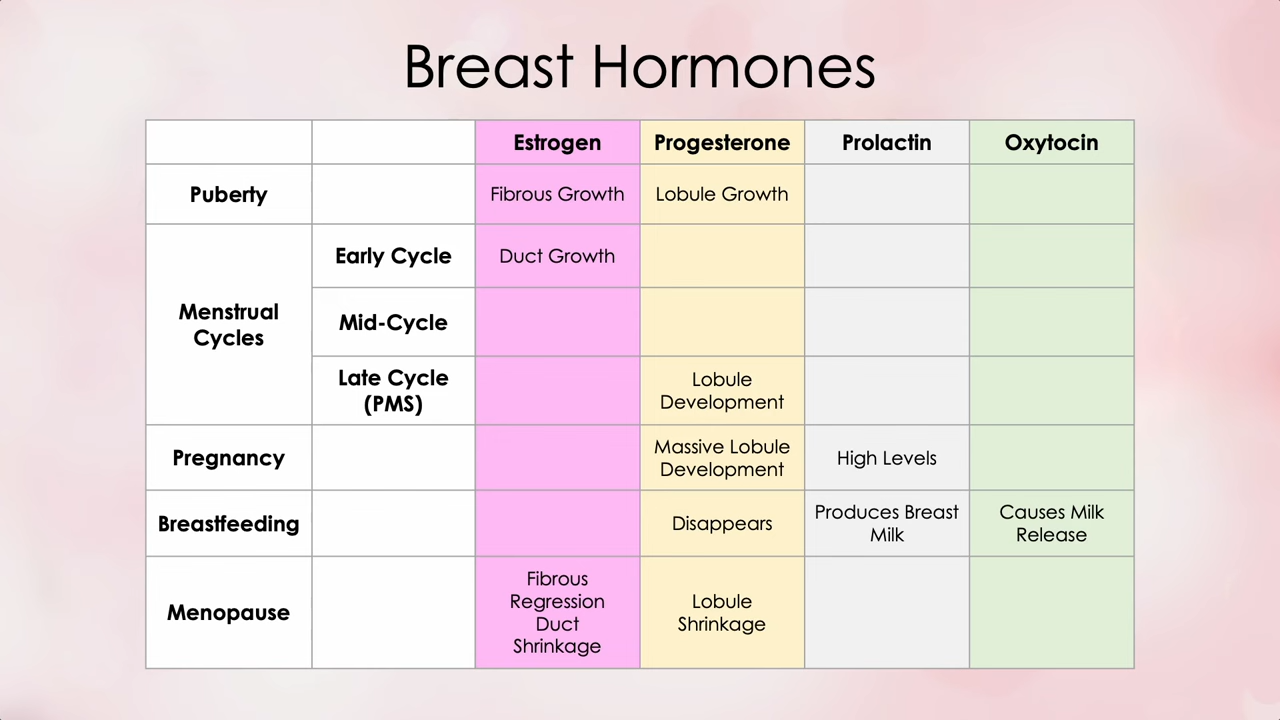 Breast Hormones
Estrogen Progesterone Prolactin Oxytocin
Puberty Fibrous Growth Lobule Growth
Menstrual
Cycles
Early Cycle Duct Growth
Mid-Cycle
Late Cycle
(PMS)
Lobule
Development
Pregnancy
Massive Lobule
Development
High Levels
Breastfeeding
Disappears
Produces Breast
Milk
Causes Milk
Release
Menopause
Fibrous
Regression
Duct
Shrinkage
Lobule
Shrinkage